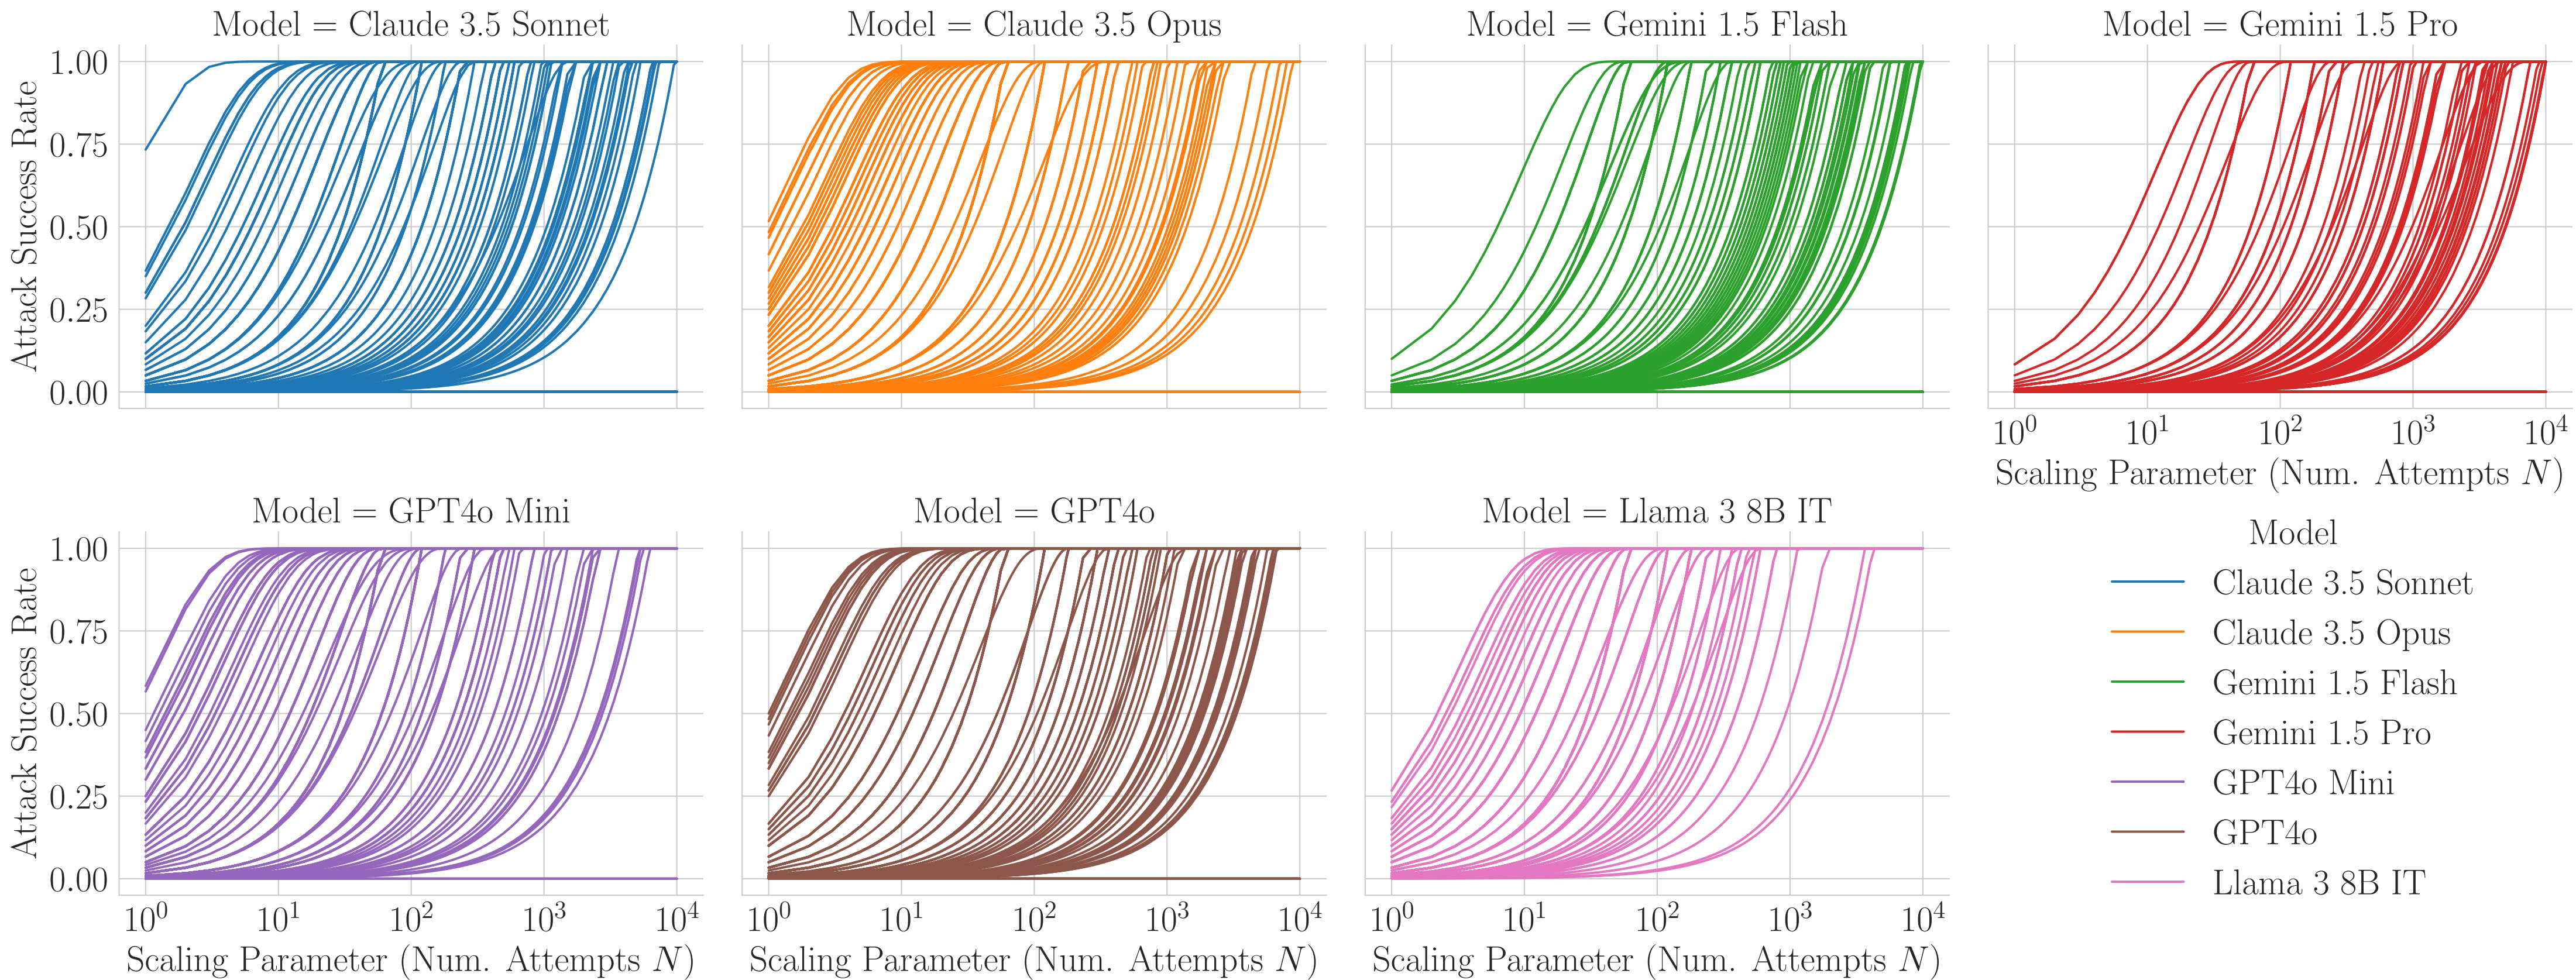 Model = Claude 3.5 Sonnet
Model = Claude 3.5 Opus
Model = Gemini 1.5 Flash
Model = Gemini 1.5 Pro
Attack Success Rate
1.00
0.75
0.50
0.25
0.00
10^0 10^1 10^2 10^3 10^4
Scaling Parameter (Num. Attempts N)
Model = GPT4o Mini
Model = GPT4o
Model = Llama 3 8B IT
Attack Success Rate
1.00
0.75
0.50
0.25
0.00
10^0 10^1 10^2 10^3 10^4
Scaling Parameter (Num. Attempts N)
10^0 10^1 10^2 10^3 10^4
Scaling Parameter (Num. Attempts N)
10^0 10^1 10^2 10^3 10^4
Scaling Parameter (Num. Attempts N)
Model
Claude 3.5 Sonnet
Claude 3.5 Opus
Gemini 1.5 Flash
Gemini 1.5 Pro
GPT4o Mini
GPT4o
Llama 3 8B IT